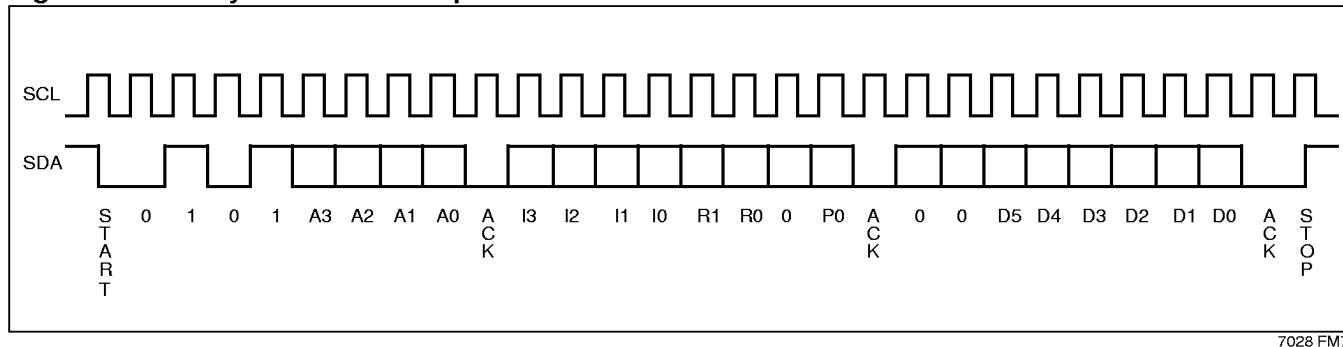 SCL
SDA
START 0 1 0 1 A3 A2 A1 A0 ACK I3 I2 I1 I0 R1 R0 0 P0 ACK 0 0 D5 D4 D3 D2 D1 D0 ACK STOP